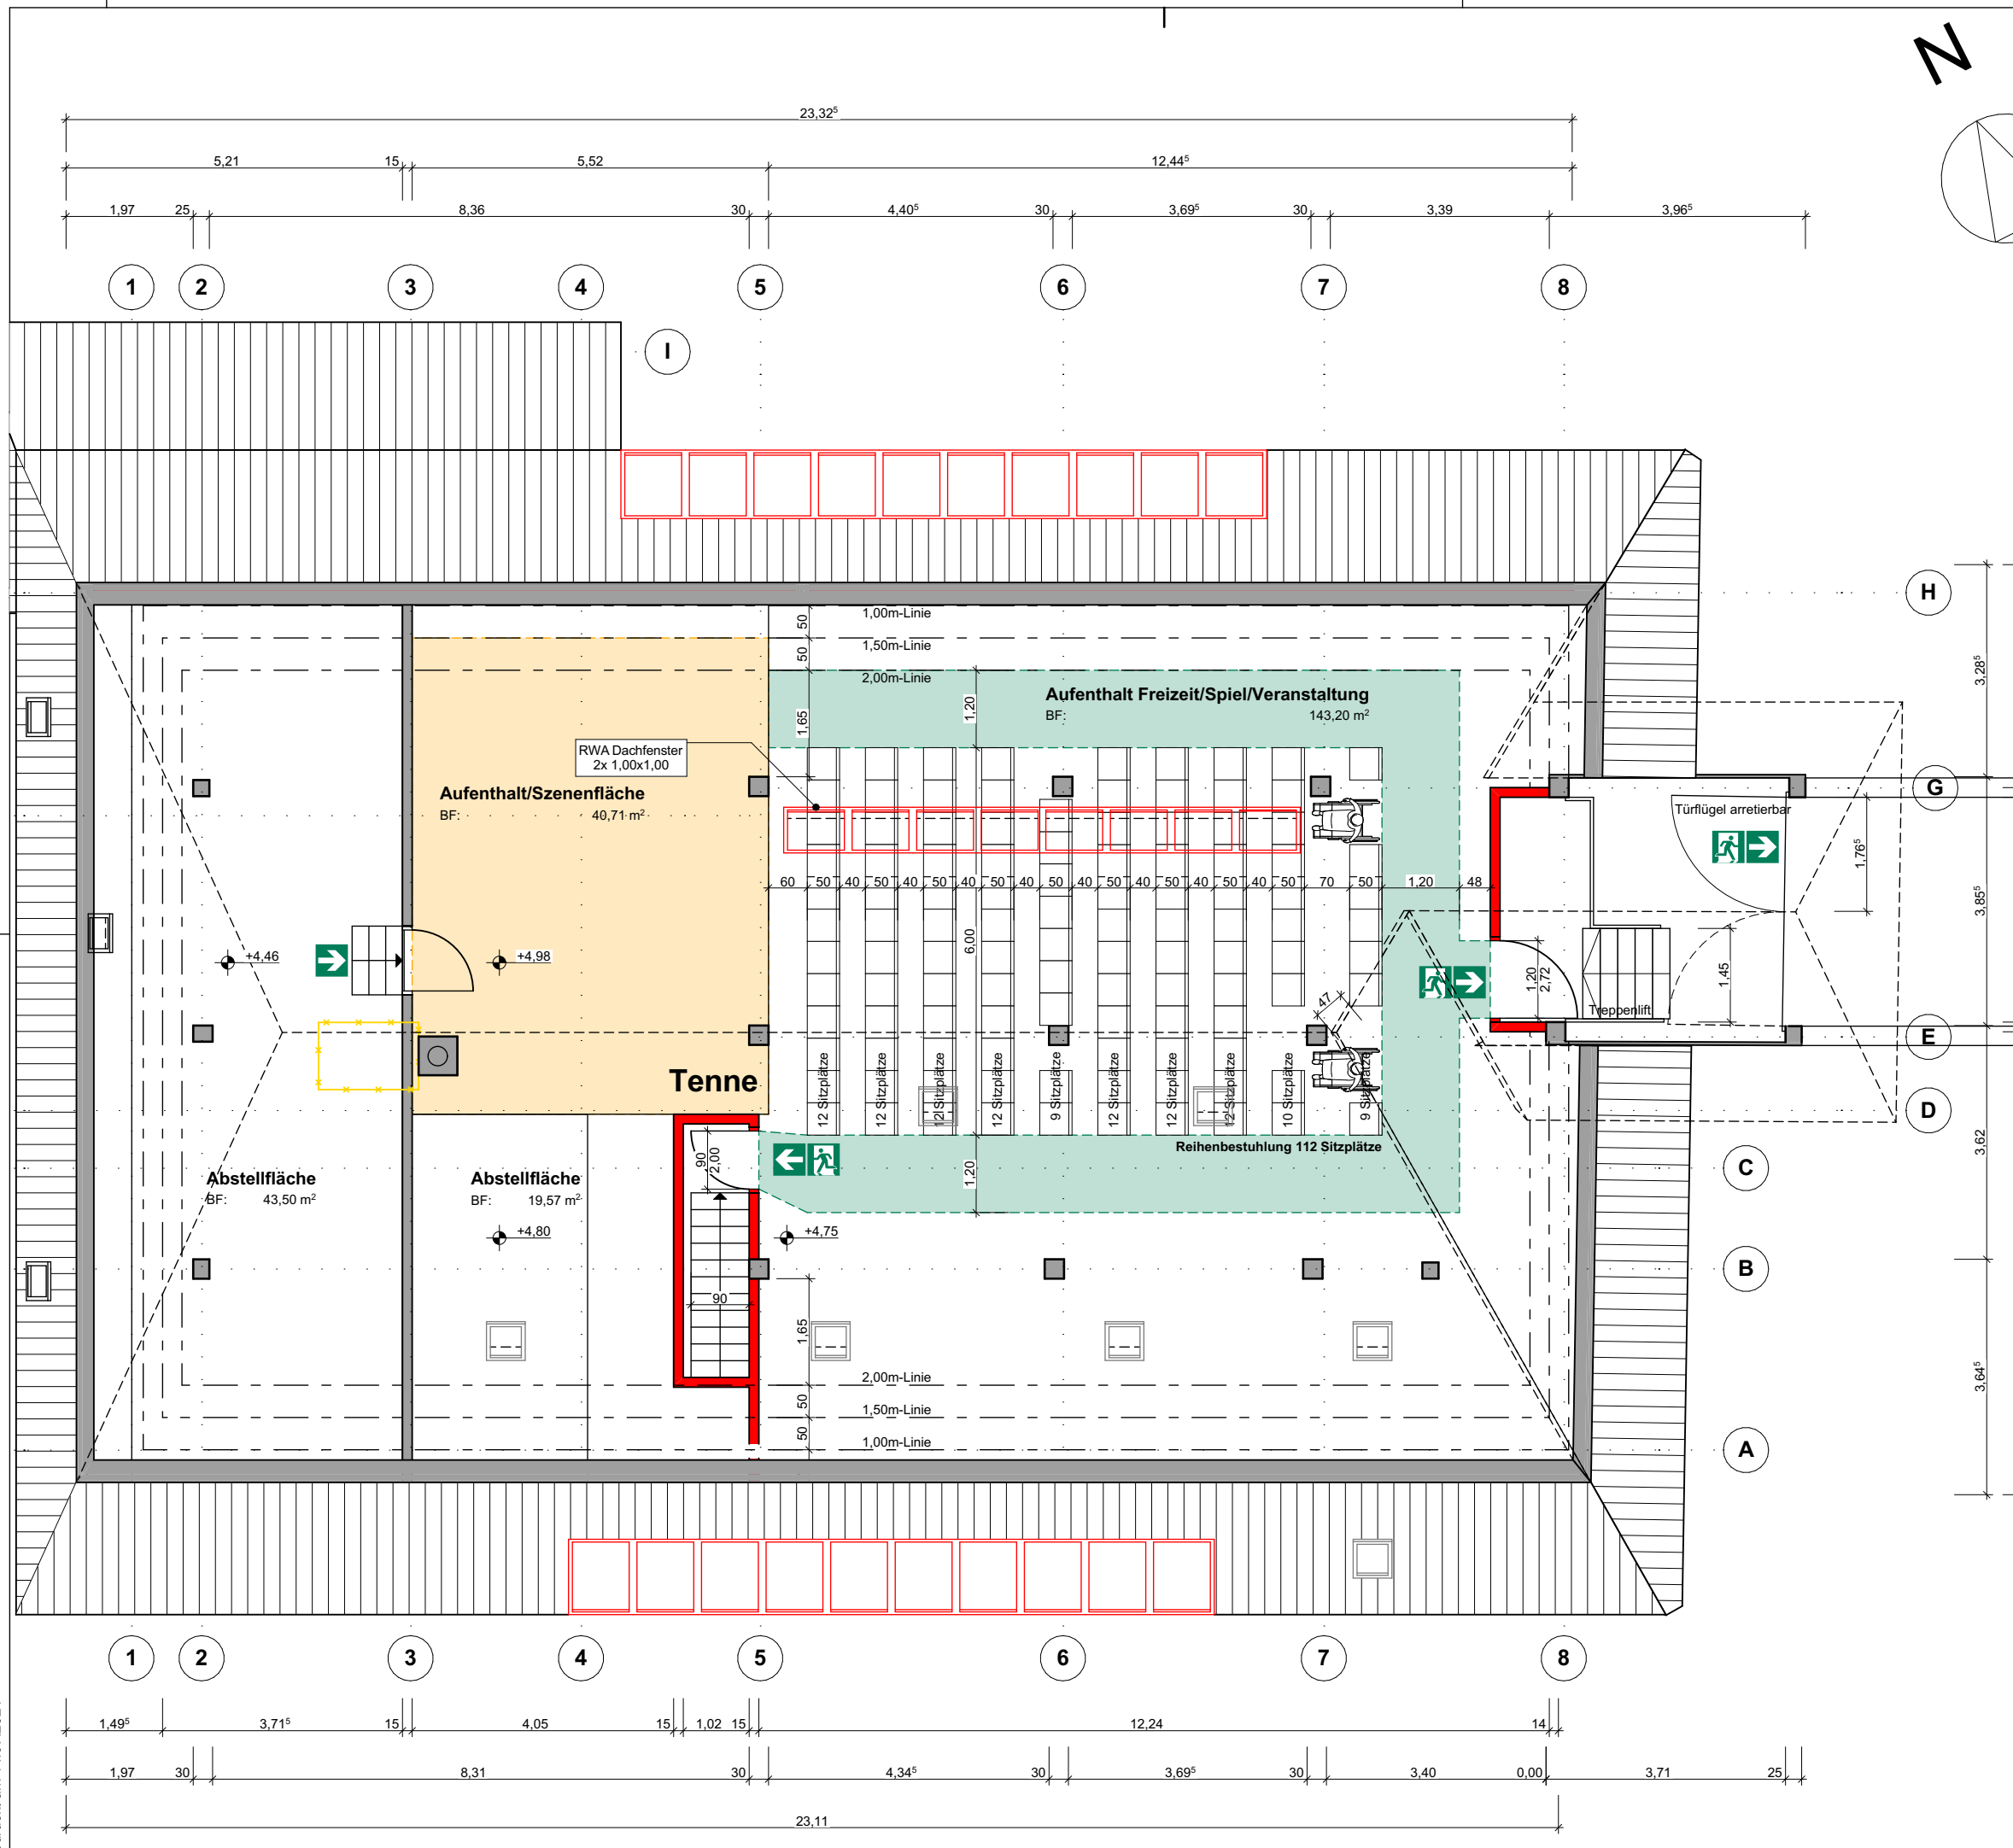 N
23,32⁵
5,21 15 5,52 12,44⁵
1,97 25 8,36 30 4,40⁵ 30 3,69⁵ 30 3,39 3,96⁵
1 2 3 4 5 6 7 8
I
H
1,00m-Linie
50
1,50m-Linie
50
2,00m-Linie
3,28⁵
Aufenthalt Freizeit/Spiel/Veranstaltung
BF: 143,20 m²
1,20
1,65
RWA Dachfenster
2x 1,00x1,00
Aufenthalt/Szenenfläche
BF: 40,71 m²
G
Türflügel arretierbar
1,76⁵
60 50 40 50 40 50 40 50 40 50 40 50 40 50 40 50 40 50 70 50 1,20 48
3,85⁵
6,00
+4,46
+4,98
1,20
2,72
1,45
47
Treppenlift
E
Tenne
12 Sitzplätze
12 Sitzplätze
12 Sitzplätze
12 Sitzplätze
9 Sitzplätze
12 Sitzplätze
12 Sitzplätze
12 Sitzplätze
10 Sitzplätze
9 Sitzplätze
D
Reihenbestuhlung 112 Sitzplätze
3,62
90
2,00
1,20
C
Abstellfläche
BF: 43,50 m²
Abstellfläche
BF: 19,57 m²
+4,80
+4,75
B
90
1,65
2,00m-Linie
50
1,50m-Linie
50
1,00m-Linie
3,64⁵
A
1 2 3 4 5 6 7 8
1,49⁵ 3,71⁵ 15 4,05 15 1,02 15 12,24 14
1,97 30 8,31 30 4,34⁵ 30 3,69⁵ 30 3,40 0,00 3,71 25
23,11